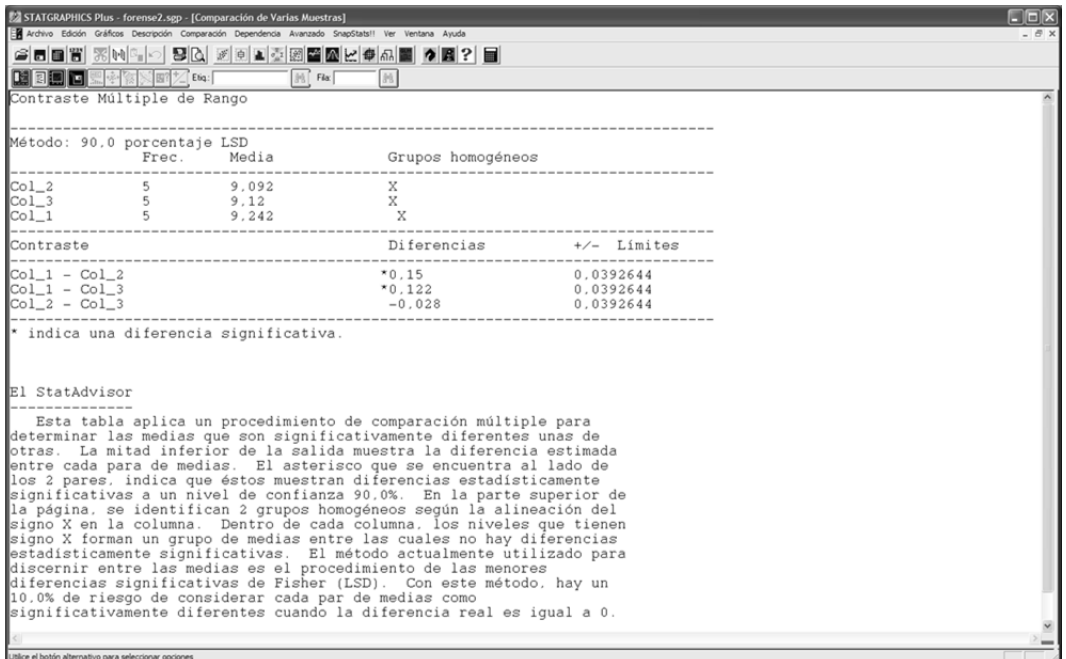 STATGRAPHICS Plus - forense2.sgp - [Comparación de Varias Muestras]
Archivo Edición Gráficos Descripción Comparación Dependencia Avanzado SnapStats!! Ver Ventana Ayuda
Etiq.: Fila:
Contraste Múltiple de Rango
--------------------------------------------------------------------------------
Método: 90,0 porcentaje LSD
Frec. Media Grupos homogéneos
--------------------------------------------------------------------------------
Col_2 5 9,092 X
Col_3 5 9,12 X
Col_1 5 9,242 X
--------------------------------------------------------------------------------
Contraste Diferencias +/- Límites
--------------------------------------------------------------------------------
Col_1 - Col_2 *0,15 0,0392644
Col_1 - Col_3 *0,122 0,0392644
Col_2 - Col_3 -0,028 0,0392644
--------------------------------------------------------------------------------
* indica una diferencia significativa.
El StatAdvisor
--------------
Esta tabla aplica un procedimiento de comparación múltiple para
determinar las medias que son significativamente diferentes unas de
otras. La mitad inferior de la salida muestra la diferencia estimada
entre cada para de medias. El asterisco que se encuentra al lado de
los 2 pares, indica que éstos muestran diferencias estadísticamente
significativas a un nivel de confianza 90,0%. En la parte superior de
la página, se identifican 2 grupos homogéneos según la alineación del
signo X en la columna. Dentro de cada columna, los niveles que tienen
signo X forman un grupo de medias entre las cuales no hay diferencias
estadísticamente significativas. El método actualmente utilizado para
discernir entre las medias es el procedimiento de las menores
diferencias significativas de Fisher (LSD). Con este método, hay un
10,0% de riesgo de considerar cada par de medias como
significativamente diferentes cuando la diferencia real es igual a 0.
Utilice el botón alternativo para seleccionar opciones